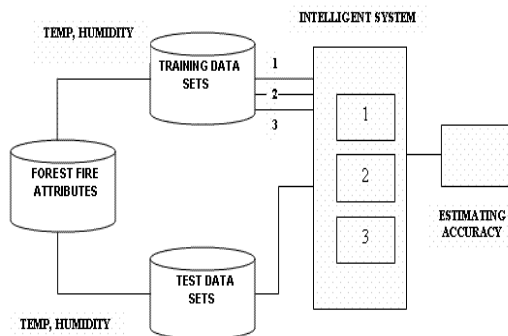 INTELLIGENT SYSTEM
TEMP, HUMIDITY
TRAINING DATA
SETS
1
2
3
1
2
3
FOREST FIRE
ATTRIBUTES
ESTIMATING
ACCURACY
TEST DATA
SETS
TEMP, HUMIDITY